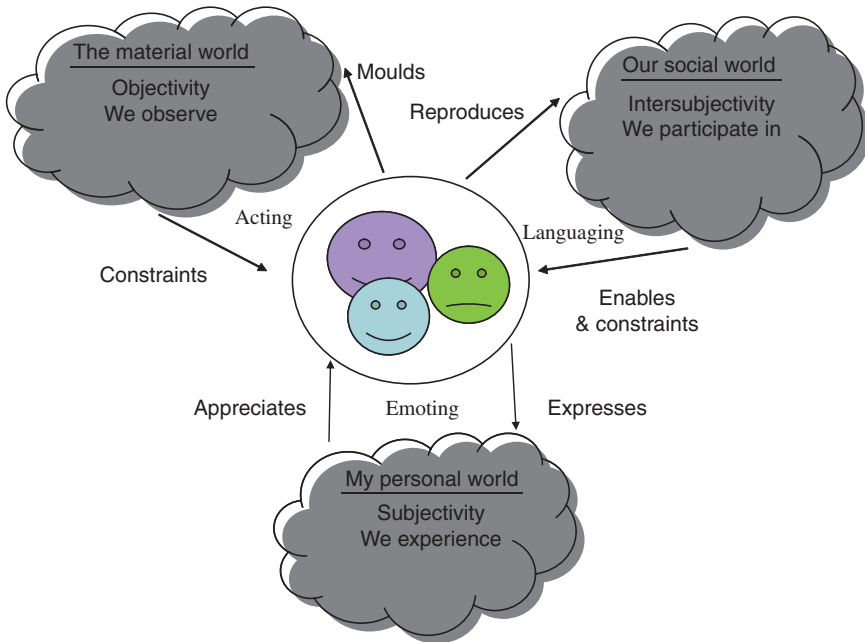 The material world
Objectivity
We observe
Moulds
Reproduces
Our social world
Intersubjectivity
We participate in
Acting
Languaging
Constraints
Enables
& constraints
Appreciates
Emoting
Expresses
My personal world
Subjectivity
We experience